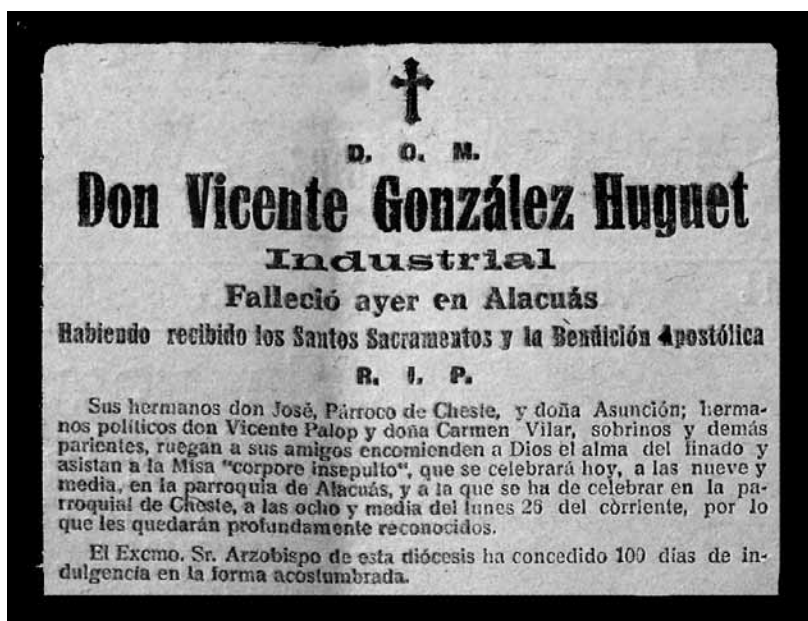 D. O. M.
Don Vicente González Huguet
Industrial
Falleció ayer en Alacuás
Habiendo recibido los Santos Sacramentos y la Bendición Apostólica
R. I. P.
Sus hermanos don José, Párroco de Cheste, y doña Asunción; herma-
nos políticos don Vicente Palop y doña Carmen Vilar, sobrinos y demás
parientes, ruegan a sus amigos encomienden a Dios el alma del finado y
asistan a la Misa "corpore insepulto", que se celebrará hoy, a las nueve y
media, en la parroquia de Alacuás, y a la que se ha de celebrar en la pa-
rroquial de Cheste, a las ocho y media del lunes 26 del corriente, por lo
que les quedarán profundamente reconocidos.
El Excmo. Sr. Arzobispo de esta diócesis ha concedido 100 días de in-
dulgencia en la forma acostumbrada.